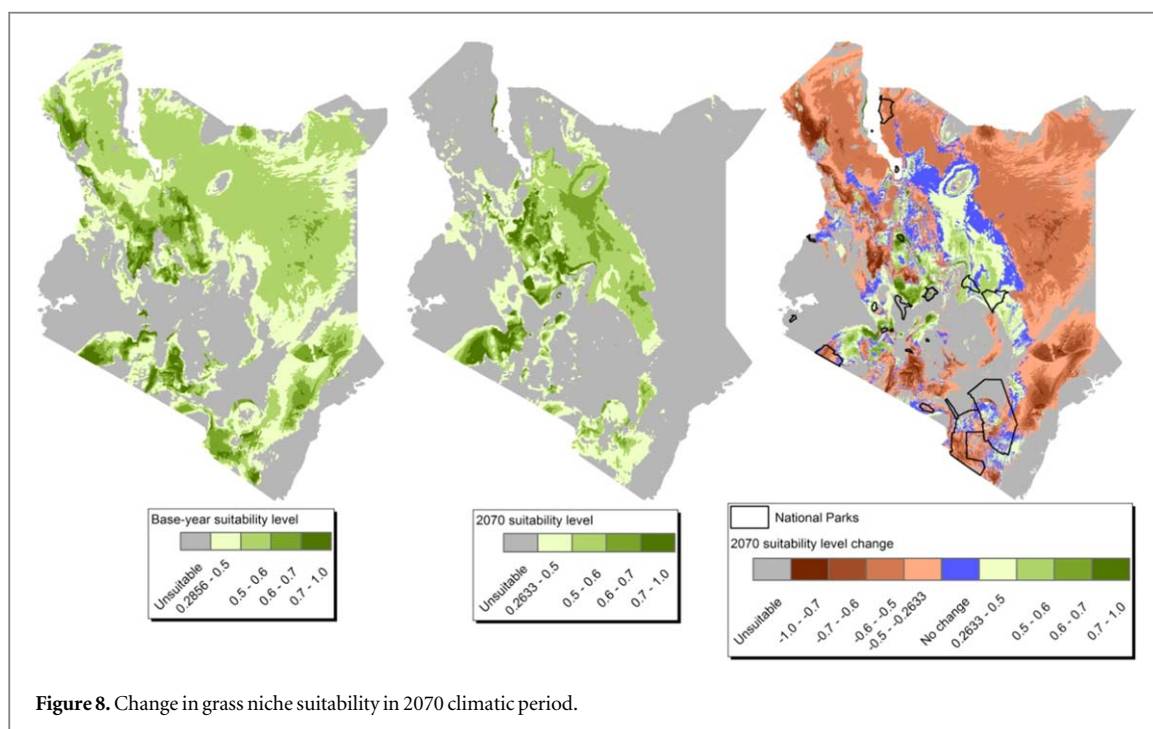 Base-year suitability level
Unsuitable
0.2856 - 0.5
0.5 - 0.6
0.6 - 0.7
0.7 - 1.0
2070 suitability level
Unsuitable
0.2633 - 0.5
0.5 - 0.6
0.6 - 0.7
0.7 - 1.0
National Parks
2070 suitability level change
Unsuitable
-1.0 - -0.7
-0.7 - -0.6
-0.6 - -0.5
-0.5 - -0.2633
No change
0.2633 - 0.5
0.5 - 0.6
0.6 - 0.7
0.7 - 1.0
Figure 8. Change in grass niche suitability in 2070 climatic period.